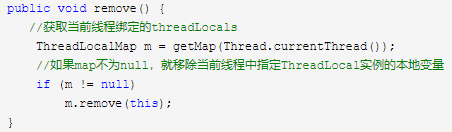 public void remove() {
//获取当前线程绑定的threadLocals
ThreadLocalMap m = getMap(Thread.currentThread());
//如果map不为null，就移除当前线程中指定ThreadLocal实例的本地变量
if (m != null)
m.remove(this);
}